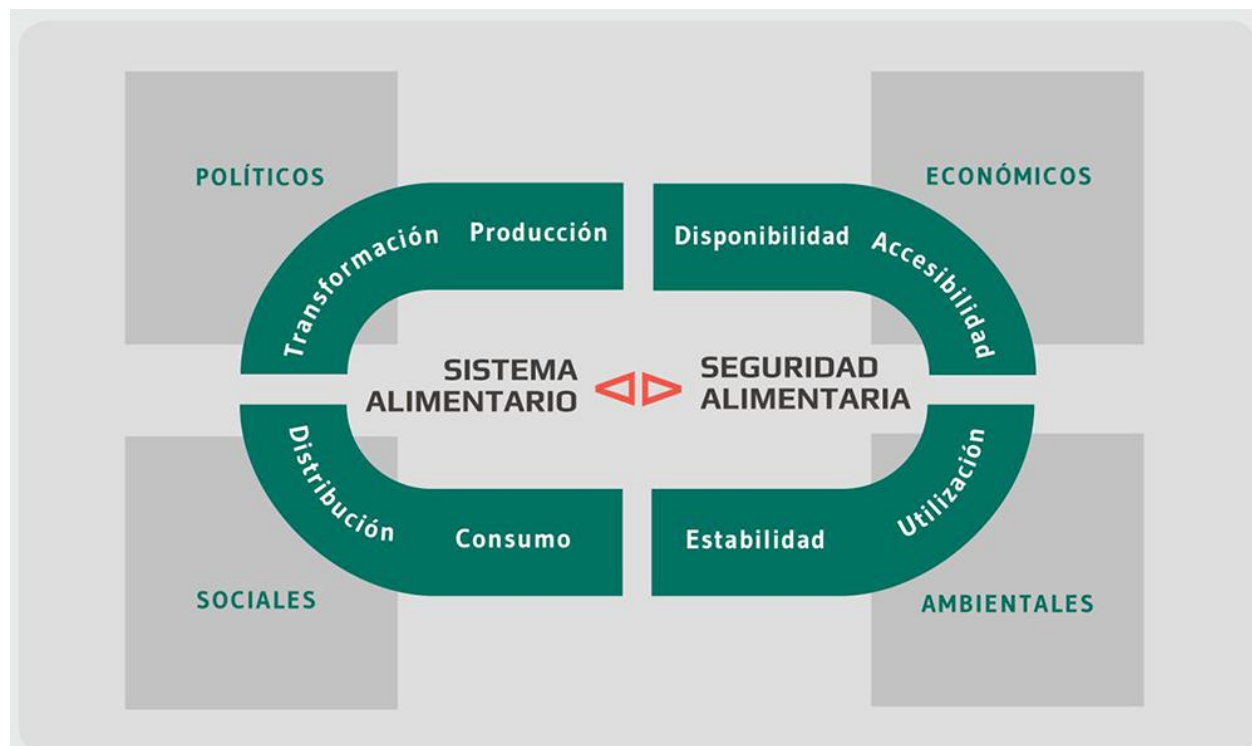 POLÍTICOS
ECONÓMICOS
Transformación
Producción
Disponibilidad
Accesibilidad
SISTEMA
ALIMENTARIO
SEGURIDAD
ALIMENTARIA
Distribución
Consumo
Estabilidad
Utilización
SOCIALES
AMBIENTALES